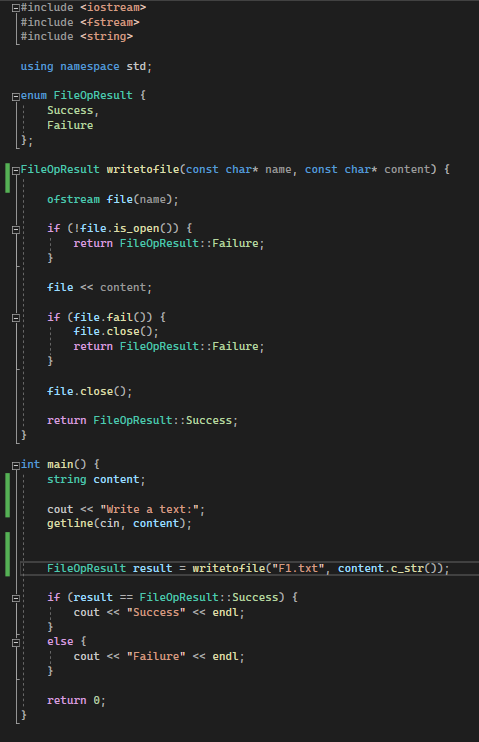 #include <iostream>
#include <fstream>
#include <string>
using namespace std;
enum FileOpResult {
Success,
Failure
};
FileOpResult writetofile(const char* name, const char* content) {
ofstream file(name);
if (!file.is_open()) {
return FileOpResult::Failure;
}
file << content;
if (file.fail()) {
file.close();
return FileOpResult::Failure;
}
file.close();
return FileOpResult::Success;
}
int main() {
string content;
cout << "Write a text:";
getline(cin, content);
FileOpResult result = writetofile("F1.txt", content.c_str());
if (result == FileOpResult::Success) {
cout << "Success" << endl;
}
else {
cout << "Failure" << endl;
}
return 0;
}